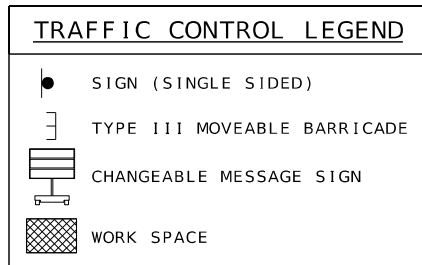 TRAFFIC CONTROL LEGEND
SIGN (SINGLE SIDED)
TYPE III MOVEABLE BARRICADE
CHANGEABLE MESSAGE SIGN
WORK SPACE